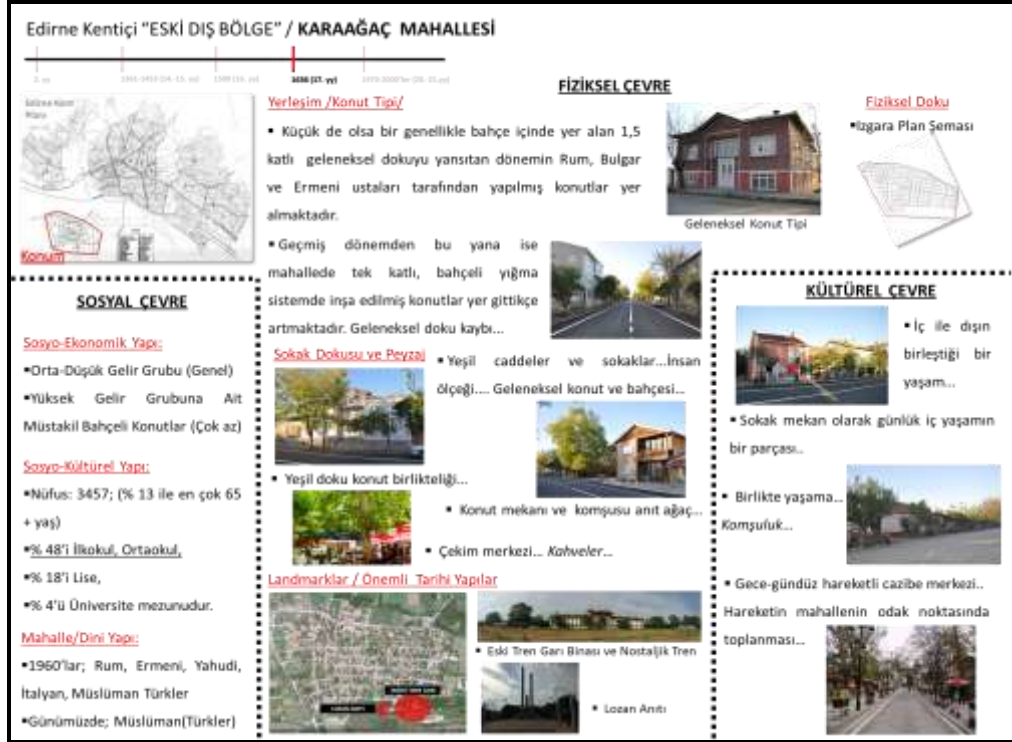 Edirne Kentiçi "ESKİ DIŞ BÖLGE" / KARAAĞAÇ MAHALLESİ
FİZİKSEL ÇEVRE
Yerleşim /Konut Tipi/
▪ Küçük de olsa bir genellikle bahçe içinde yer alan 1,5
katlı geleneksel dokuyu yansıtan dönemin Rum, Bulgar
ve Ermeni ustaları tarafından yapılmış konutlar yer
almaktadır.
▪Geçmiş dönemden bu yana ise
mahallede tek katlı, bahçeli yığma
sistemde inşa edilmiş konutlar yer gittikçe
artmaktadır. Geleneksel doku kaybı...
Geleneksel Konut Tipi
Fiziksel Doku
▪Izgara Plan Şeması
Konum
SOSYAL ÇEVRE
Sosyo-Ekonomik Yapı:
▪Orta-Düşük Gelir Grubu (Genel)
▪Yüksek Gelir Grubuna Ait
Müstakil Bahçeli Konutlar (Çok az)
Sosyo-Kültürel Yapı:
▪Nüfus: 3457; (% 13 ile en çok 65
+ yaş)
▪% 48'i İlkokul, Ortaokul,
▪% 18'i Lise,
▪% 4'ü Üniversite mezunudur.
Mahalle/Dini Yapı:
▪1960'lar; Rum, Ermeni, Yahudi,
İtalyan, Müslüman Türkler
▪Günümüzde; Müslüman(Türkler)
Sokak Dokusu ve Peyzaj
▪Yeşil caddeler ve sokaklar...İnsan
ölçeği.... Geleneksel konut ve bahçesi...
▪ Yeşil doku konut birlikteliği...
▪ Konut mekanı ve komşusu anıt ağaç...
▪ Çekim merkezi... Kahveler...
Landmarklar / Önemli Tarihi Yapılar
▪ Eski Tren Garı Binası ve Nostaljik Tren
▪ Lozan Anıtı
KÜLTÜREL ÇEVRE
▪İç ile dışın
birleştiği bir
yaşam...
▪Sokak mekan olarak günlük iç yaşamın
bir parçası..
▪ Birlikte yaşama...
Komşuluk...
▪ Gece-gündüz hareketli cazibe merkezi..
Hareketin mahallenin odak noktasında
toplanması...